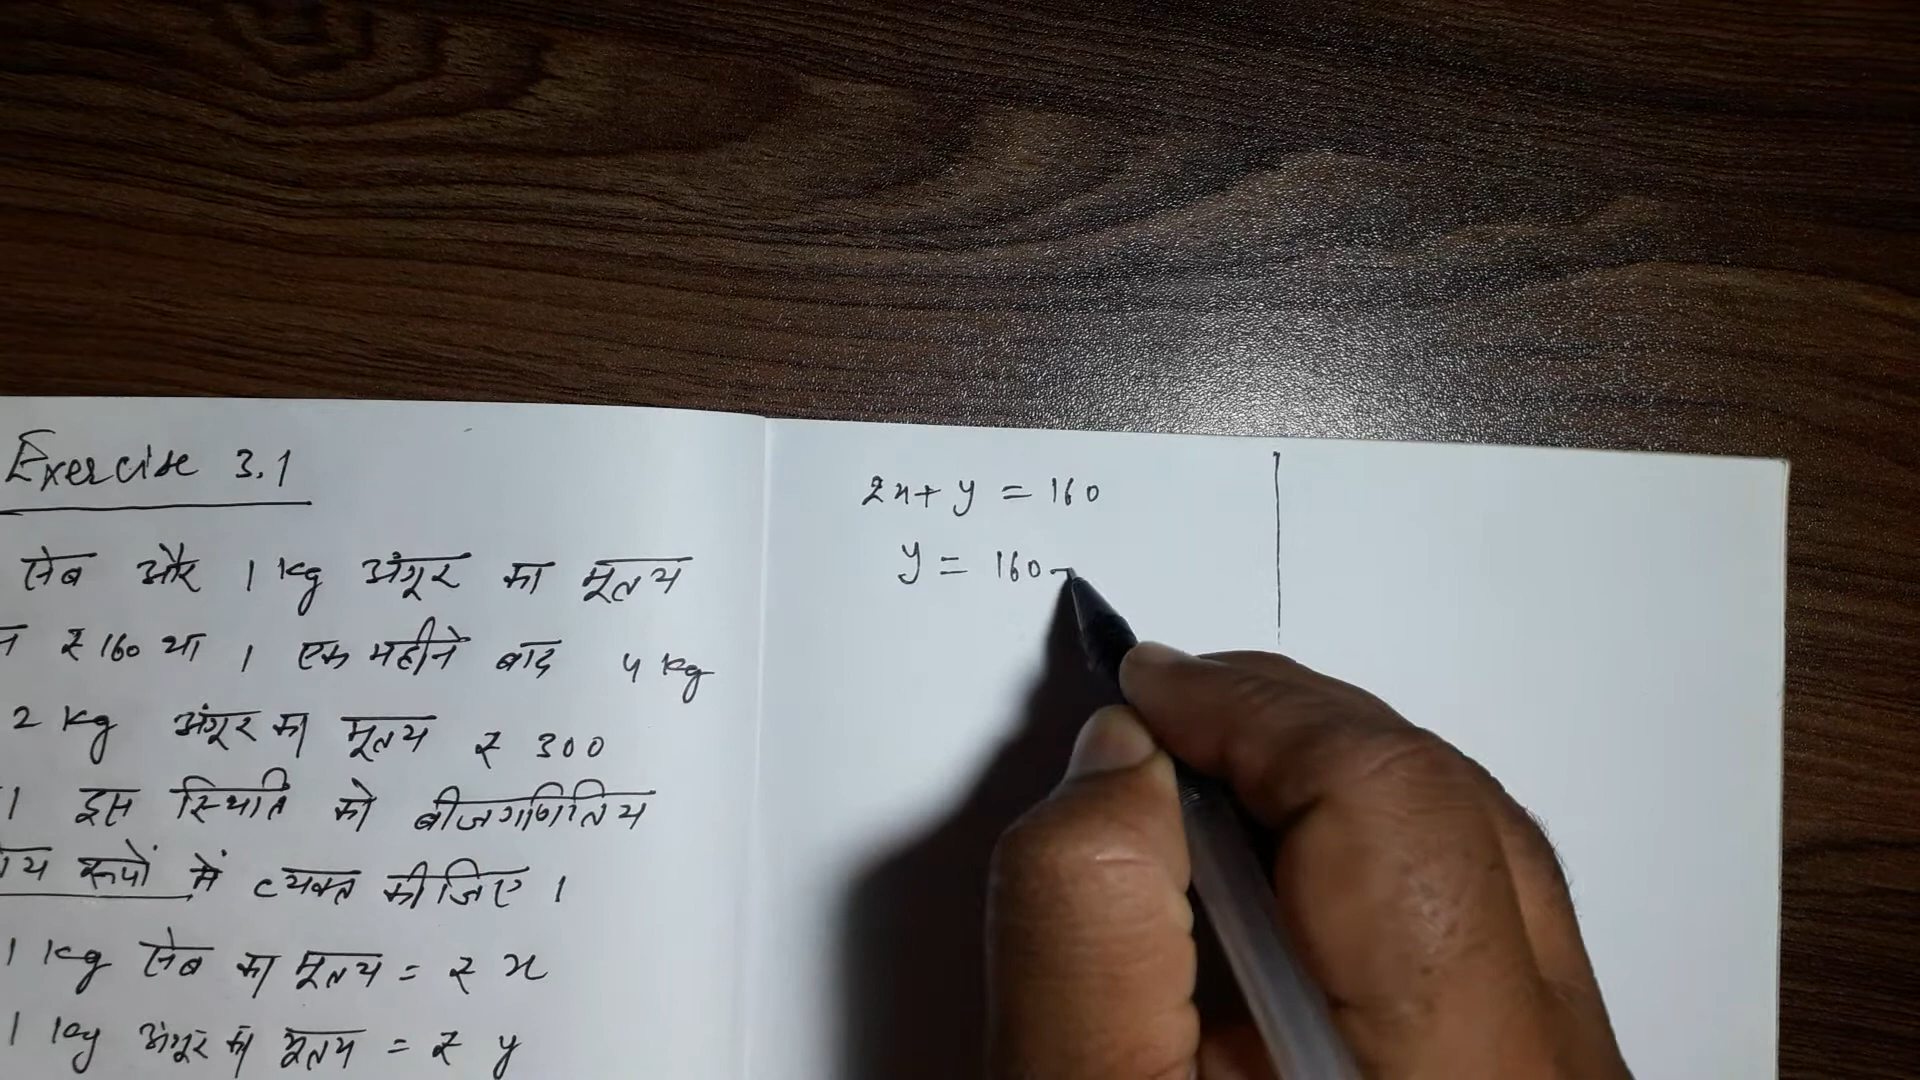 Exercise 3.1
सेब और 1 kg अंगूर का मूल्य
₹ 160 था । एक महीने बाद 4 kg
2 kg अंगूर का मूल्य ₹ 300
। इस स्थिति को बीजगणितिय
रूपों में व्यक्त कीजिए ।
1 kg सेब का मूल्य = ₹ x
1 kg अंगूर का मूल्य = ₹ y
2x + y = 160
y = 160 -